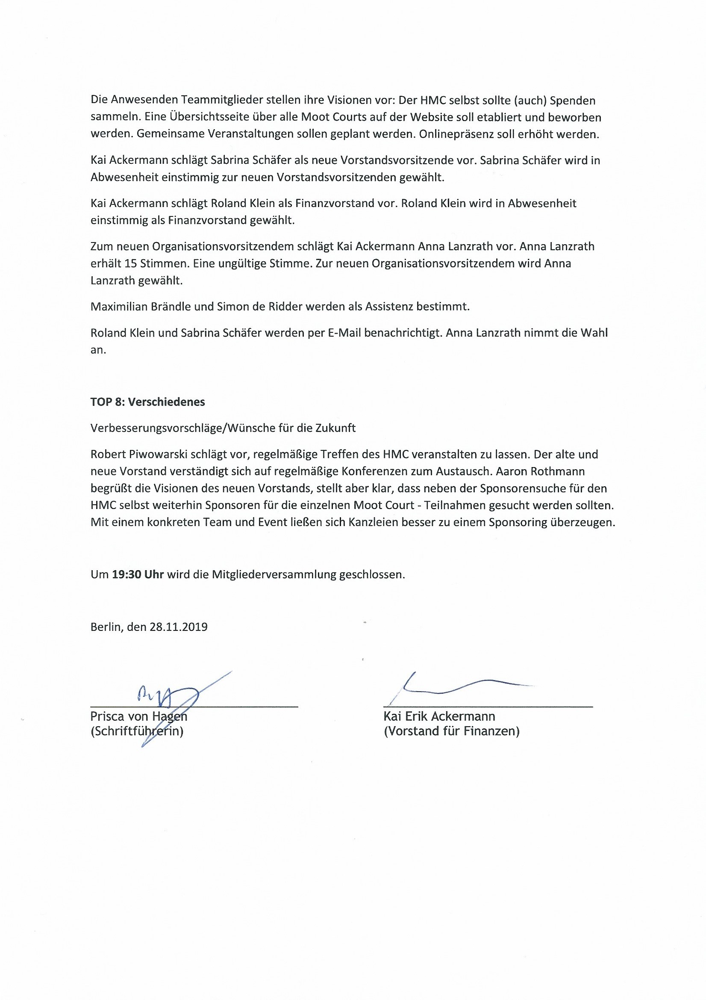 Die Anwesenden Teammitglieder stellen ihre Visionen vor: Der HMC selbst sollte (auch) Spenden
sammeln. Eine Übersichtsseite über alle Moot Courts auf der Website soll etabliert und beworben
werden. Gemeinsame Veranstaltungen sollen geplant werden. Onlinepräsenz soll erhöht werden.
Kai Ackermann schlägt Sabrina Schäfer als neue Vorstandsvorsitzende vor. Sabrina Schäfer wird in
Abwesenheit einstimmig zur neuen Vorstandsvorsitzenden gewählt.
Kai Ackermann schlägt Roland Klein als Finanzvorstand vor. Roland Klein wird in Abwesenheit
einstimmig als Finanzvorstand gewählt.
Zum neuen Organisationsvorsitzendem schlägt Kai Ackermann Anna Lanzrath vor. Anna Lanzrath
erhält 15 Stimmen. Eine ungültige Stimme. Zur neuen Organisationsvorsitzendem wird Anna
Lanzrath gewählt.
Maximilian Brändle und Simon de Ridder werden als Assistenz bestimmt.
Roland Klein und Sabrina Schäfer werden per E-Mail benachrichtigt. Anna Lanzrath nimmt die Wahl
an.
TOP 8: Verschiedenes
Verbesserungsvorschläge/Wünsche für die Zukunft
Robert Piwowarski schlägt vor, regelmäßige Treffen des HMC veranstalten zu lassen. Der alte und
neue Vorstand verständigt sich auf regelmäßige Konferenzen zum Austausch. Aaron Rothmann
begrüßt die Visionen des neuen Vorstands, stellt aber klar, dass neben der Sponsorensuche für den
HMC selbst weiterhin Sponsoren für die einzelnen Moot Court - Teilnahmen gesucht werden sollten.
Mit einem konkreten Team und Event ließen sich Kanzleien besser zu einem Sponsoring überzeugen.
Um 19:30 Uhr wird die Mitgliederversammlung geschlossen.
Berlin, den 28.11.2019
Prisca von Hagen
(Schriftführerin)
Kai Erik Ackermann
(Vorstand für Finanzen)